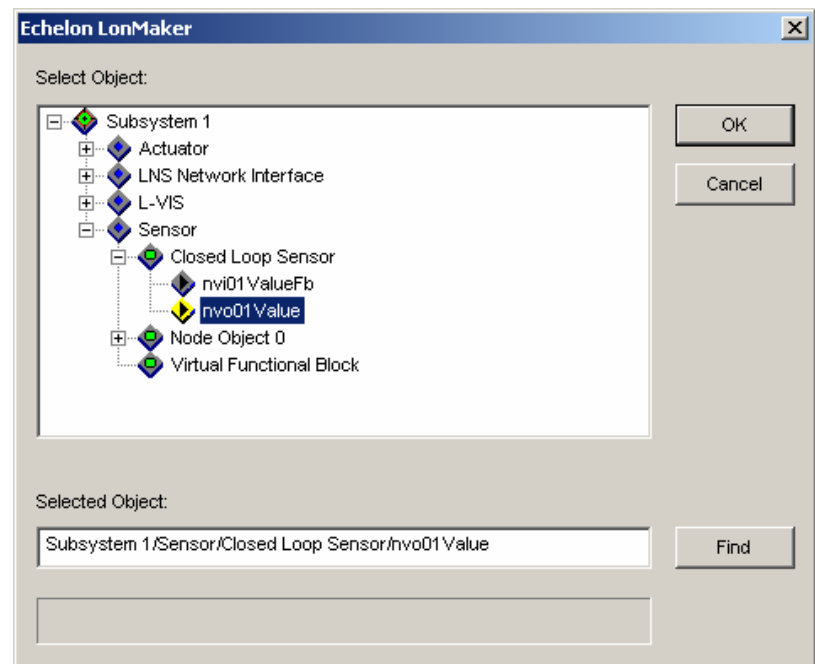 Echelon LonMaker
Select Object:
Subsystem 1
Actuator
LNS Network Interface
L-VIS
Sensor
Closed Loop Sensor
nvi01ValueFb
nvo01Value
Node Object 0
Virtual Functional Block
OK
Cancel
Selected Object:
Subsystem 1/Sensor/Closed Loop Sensor/nvo01Value
Find